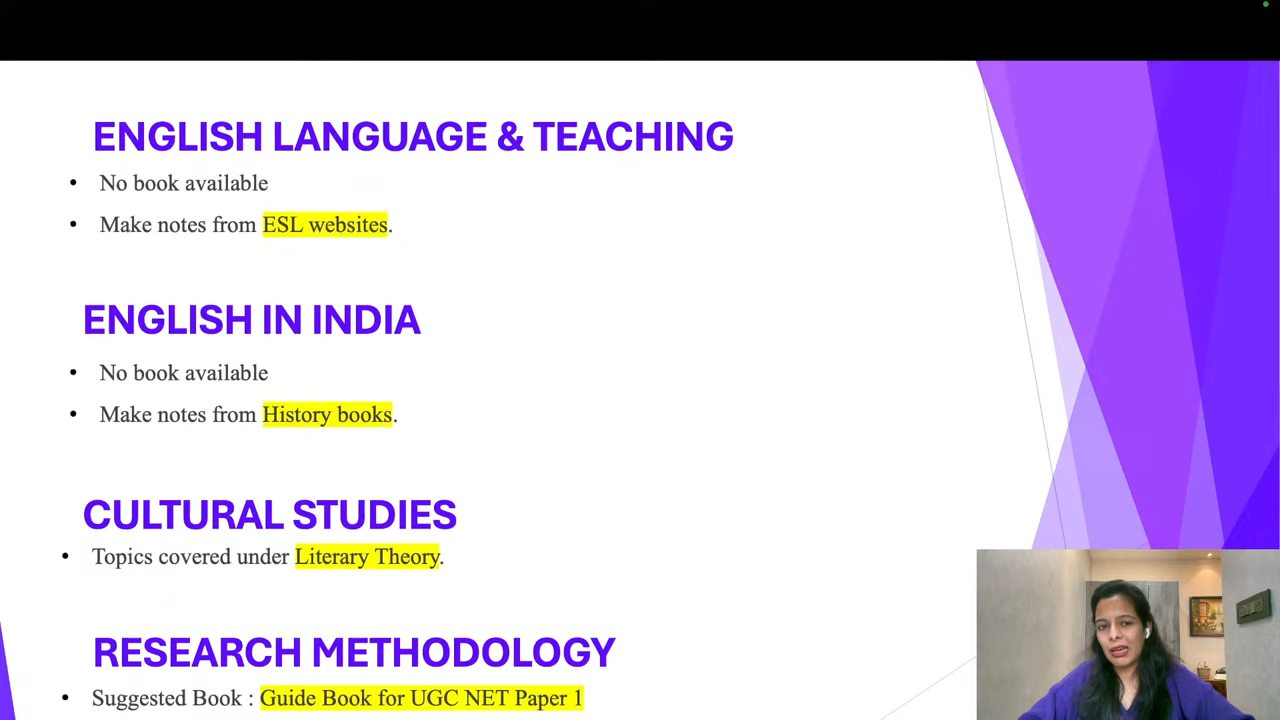 ENGLISH LANGUAGE & TEACHING
• No book available
• Make notes from ESL websites.
ENGLISH IN INDIA
• No book available
• Make notes from History books.
CULTURAL STUDIES
• Topics covered under Literary Theory.
RESEARCH METHODOLOGY
• Suggested Book : Guide Book for UGC NET Paper 1